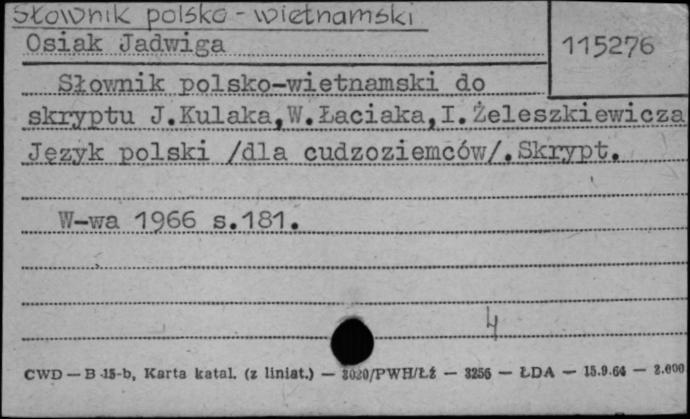 Słownik polsko-wietnamski
Osiak Jadwiga
115276
Słownik polsko-wietnamski do
skryptu J.Kulaka,W.Łaciaka,I.Żeleszkiewicza
Język polski /dla cudzoziemców/.Skrypt.
W-wa 1966 s.181.
4
CWD — B 15-b, Karta katal. (z liniat.) — 3020/PWH/Łź — 3256 — ŁDA — 15.9.64 — 2.000